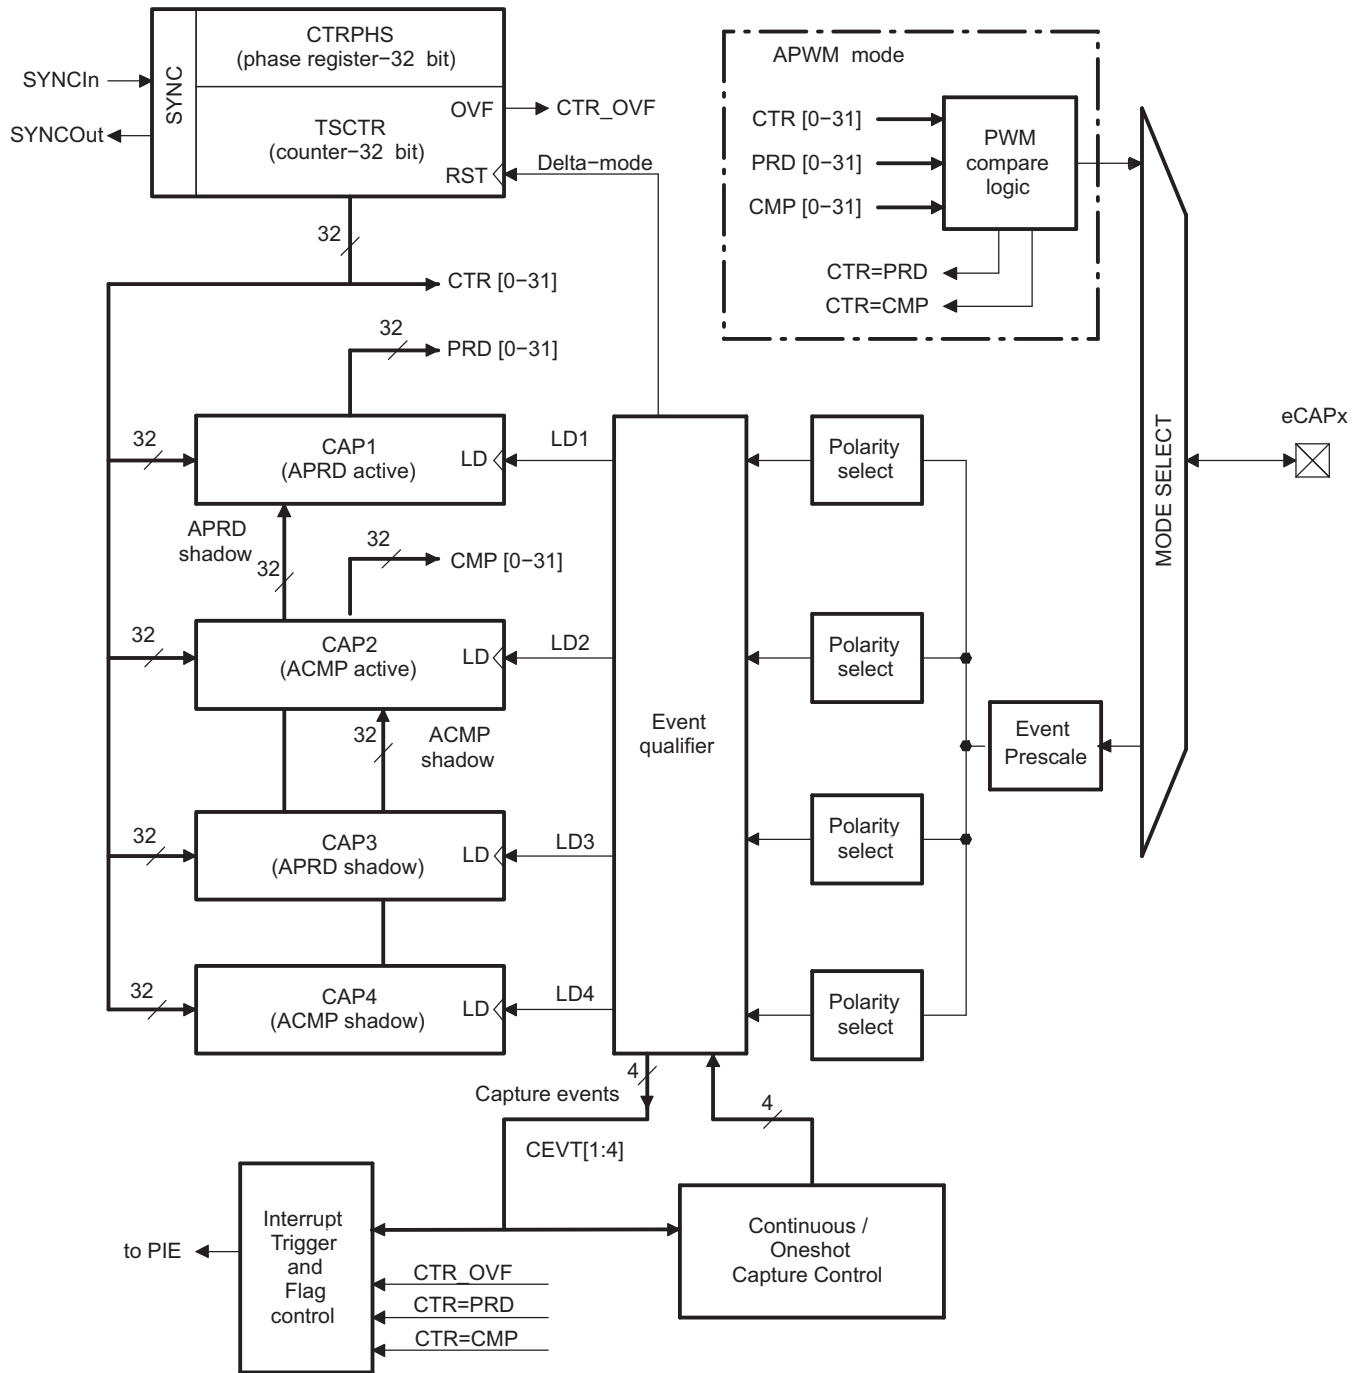 CTRPHS
(phase register−32 bit)
SYNC
SYNCIn
SYNCOut
OVF
CTR_OVF
TSCTR
(counter−32 bit)
RST
Delta−mode
32
CTR [0−31]
32
PRD [0−31]
APWM mode
CTR [0−31]
PRD [0−31]
CMP [0−31]
PWM
compare
logic
CTR=PRD
CTR=CMP
MODE SELECT
eCAPx
32
CAP1
(APRD active)
LD
LD1
Polarity
select
APRD
shadow
32
32
CMP [0−31]
32
CAP2
(ACMP active)
LD
LD2
Polarity
select
32
ACMP
shadow
Event
qualifier
Event
Prescale
32
CAP3
(APRD shadow)
LD
LD3
Polarity
select
32
CAP4
(ACMP shadow)
LD
LD4
Polarity
select
4
Capture events
4
CEVT[1:4]
Interrupt
Trigger
and
Flag
control
to PIE
CTR_OVF
CTR=PRD
CTR=CMP
Continuous /
Oneshot
Capture Control